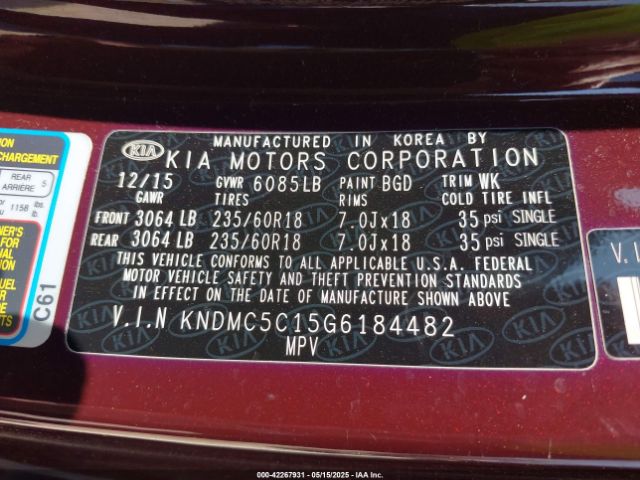 MANUFACTURED IN KOREA BY
KIA KIA MOTORS CORPORATION
12/15 GVWR 6085LB PAINT BGD TRIM WK
GAWR TIRES RIMS COLD TIRE INFL
FRONT 3064 LB 235/60R18 7.0Jx18 35 psi SINGLE
REAR 3064 LB 235/60R18 7.0Jx18 35 psi SINGLE
THIS VEHICLE CONFORMS TO ALL APPLICABLE U.S.A. FEDERAL
MOTOR VEHICLE SAFETY AND THEFT PREVENTION STANDARDS
IN EFFECT ON THE DATE OF MANUFACTURE SHOWN ABOVE.
V.I.N KNDMC5C15G6184482
MPV
CHARGEMENT
REAR 5
ARRIÈRE
1158 lbs.
C61
V.I
000-42267931 - 05/15/2025 - IAA Inc.